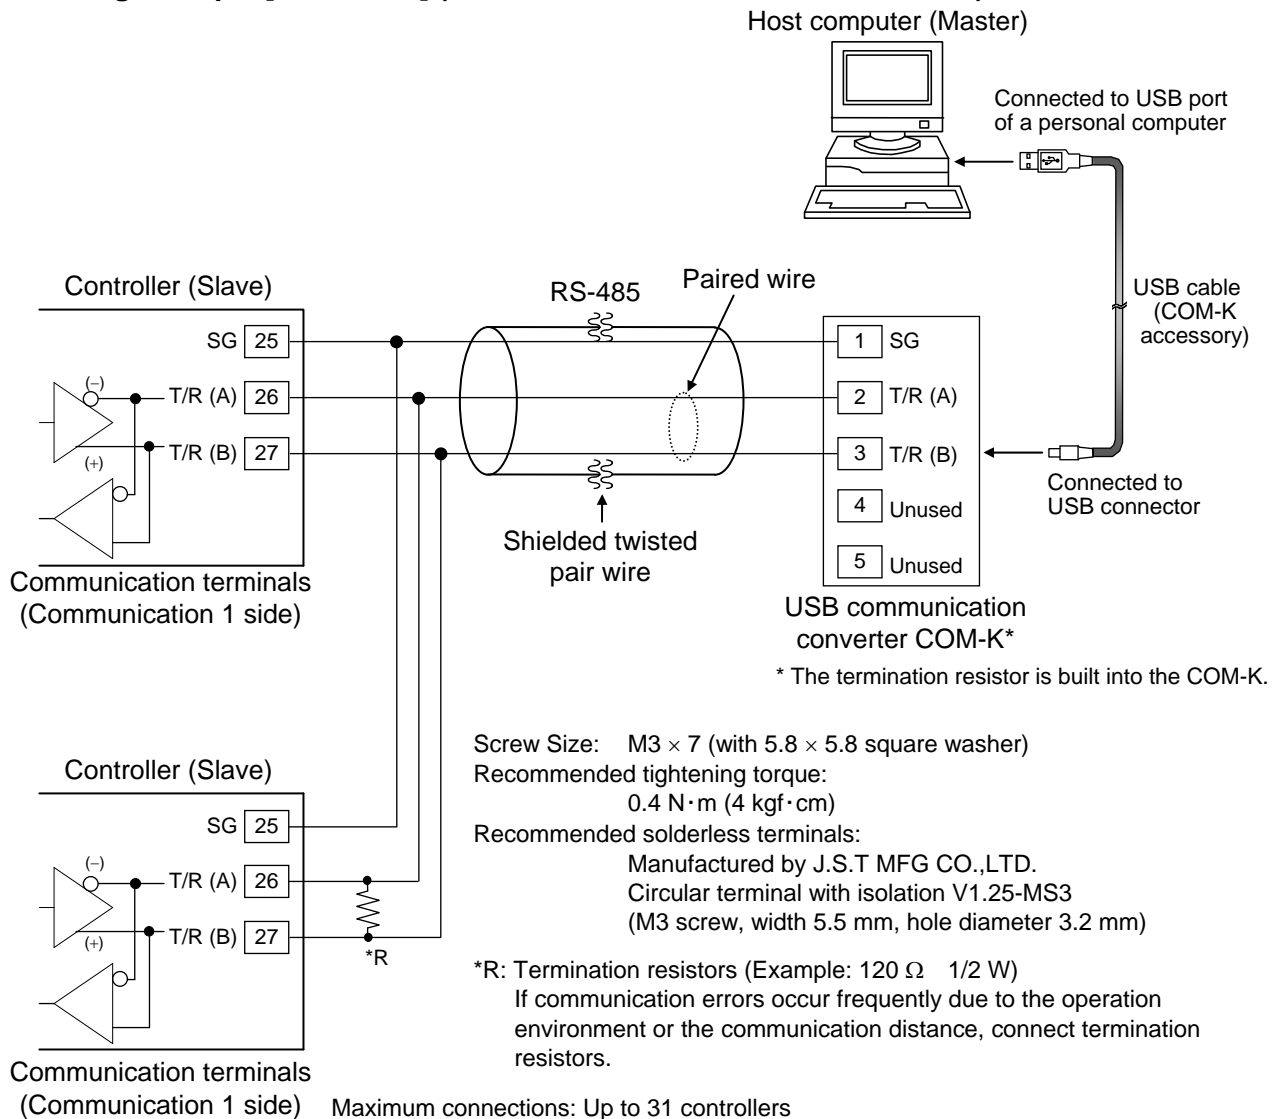 Host computer (Master)
Connected to USB port
of a personal computer
USB cable
(COM-K
accessory)
Controller (Slave)
RS-485
Paired wire
SG 25
(−)
T/R (A) 26
T/R (B) 27
(+)
1 SG
2 T/R (A)
3 T/R (B)
4 Unused
5 Unused
Connected to
USB connector
Shielded twisted
pair wire
Communication terminals
(Communication 1 side)
USB communication
converter COM-K*
* The termination resistor is built into the COM-K.
Controller (Slave)
SG 25
(−)
T/R (A) 26
T/R (B) 27
(+)
*R
Communication terminals
(Communication 1 side)
Screw Size: M3 × 7 (with 5.8 × 5.8 square washer)
Recommended tightening torque:
0.4 N・m (4 kgf・cm)
Recommended solderless terminals:
Manufactured by J.S.T MFG CO.,LTD.
Circular terminal with isolation V1.25-MS3
(M3 screw, width 5.5 mm, hole diameter 3.2 mm)
*R: Termination resistors (Example: 120 Ω 1/2 W)
If communication errors occur frequently due to the operation
environment or the communication distance, connect termination
resistors.
Maximum connections: Up to 31 controllers